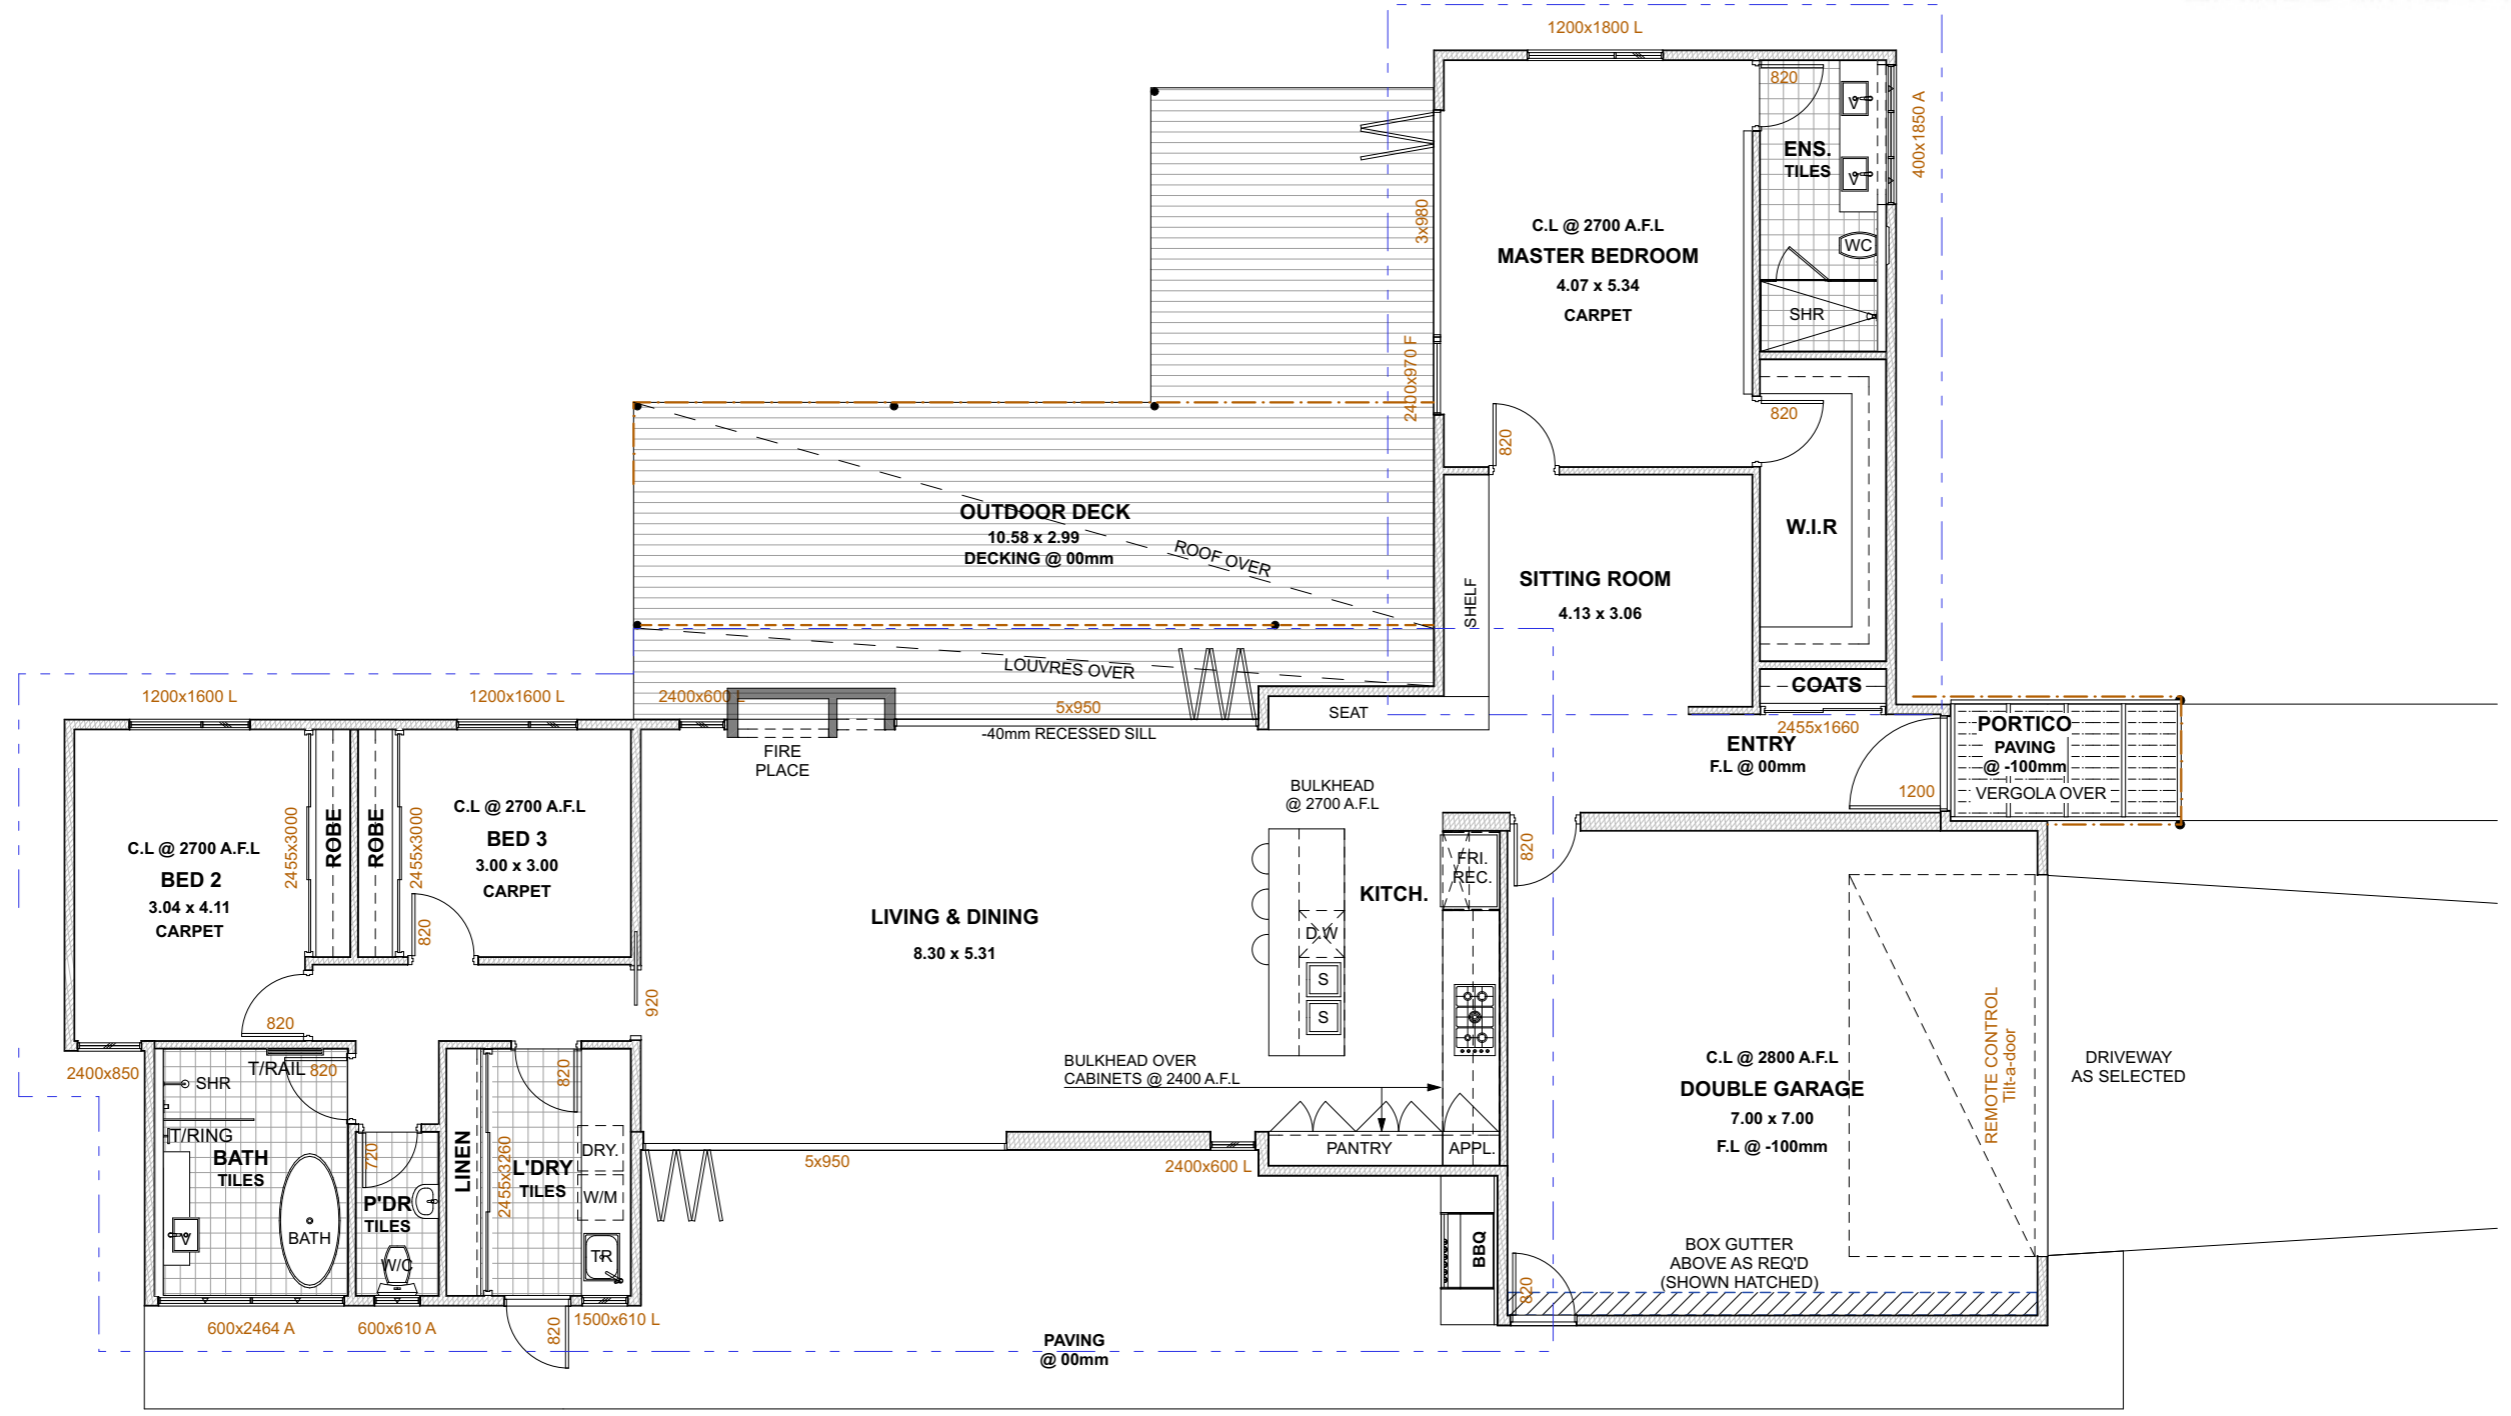 1200x1800 L
820
400x1850 A
ENS.
TILES
V
V
WC
SHR
3x980
C.L @ 2700 A.F.L
MASTER BEDROOM
4.07 x 5.34
CARPET
2400x970 F
820
820
W.I.R
OUTDOOR DECK
10.58 x 2.99
DECKING @ 00mm
ROOF OVER
LOUVRES OVER
SHELF
SITTING ROOM
4.13 x 3.06
COATS
2455x1660
SEAT
ENTRY
F.L @ 00mm
1200
PORTICO
PAVING
@ -100mm
VERGOLA OVER
1200x1600 L
1200x1600 L
2400x600 L
5x950
-40mm RECESSED SILL
FIRE
PLACE
C.L @ 2700 A.F.L
BED 2
3.04 x 4.11
CARPET
2455x3000
ROBE
ROBE
2455x3000
C.L @ 2700 A.F.L
BED 3
3.00 x 3.00
CARPET
820
820
920
LIVING & DINING
8.30 x 5.31
BULKHEAD
@ 2700 A.F.L
KITCH.
FRI.
REC.
D.W
S
S
820
BULKHEAD OVER
CABINETS @ 2400 A.F.L
PANTRY
APPL.
2400x600 L
5x950
BBQ
C.L @ 2800 A.F.L
DOUBLE GARAGE
7.00 x 7.00
F.L @ -100mm
REMOTE CONTROL
Tilt-a-door
DRIVEWAY
AS SELECTED
BOX GUTTER
ABOVE AS REQ'D
(SHOWN HATCHED)
820
2400x850
T/RAIL
820
SHR
T/RING
BATH
TILES
V
BATH
720
P'DR
TILES
W/C
LINEN
2455x3260
L'DRY
TILES
820
DRY.
W/M
TR
600x2464 A
600x610 A
820
1500x610 L
PAVING
@ 00mm